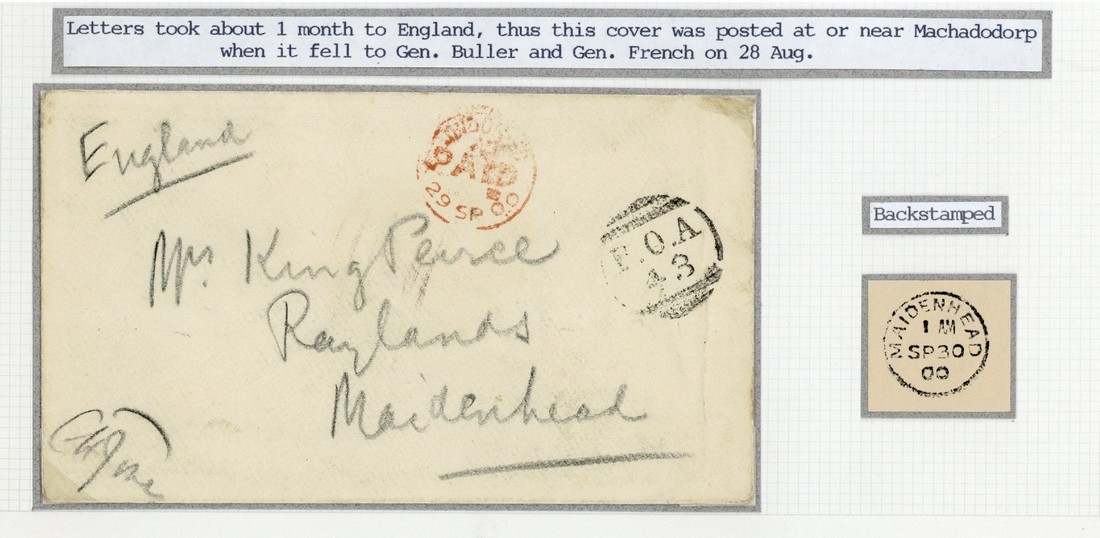 Letters took about 1 month to England, thus this cover was posted at or near Machadodorp
when it fell to Gen. Buller and Gen. French on 28 Aug.
England
PAID
29 SP 00
F.O.A
43
Mrs King Peirce
Raylands
Maidenhead
Backstamped
MAIDENHEAD
1 AM
SP 30
00